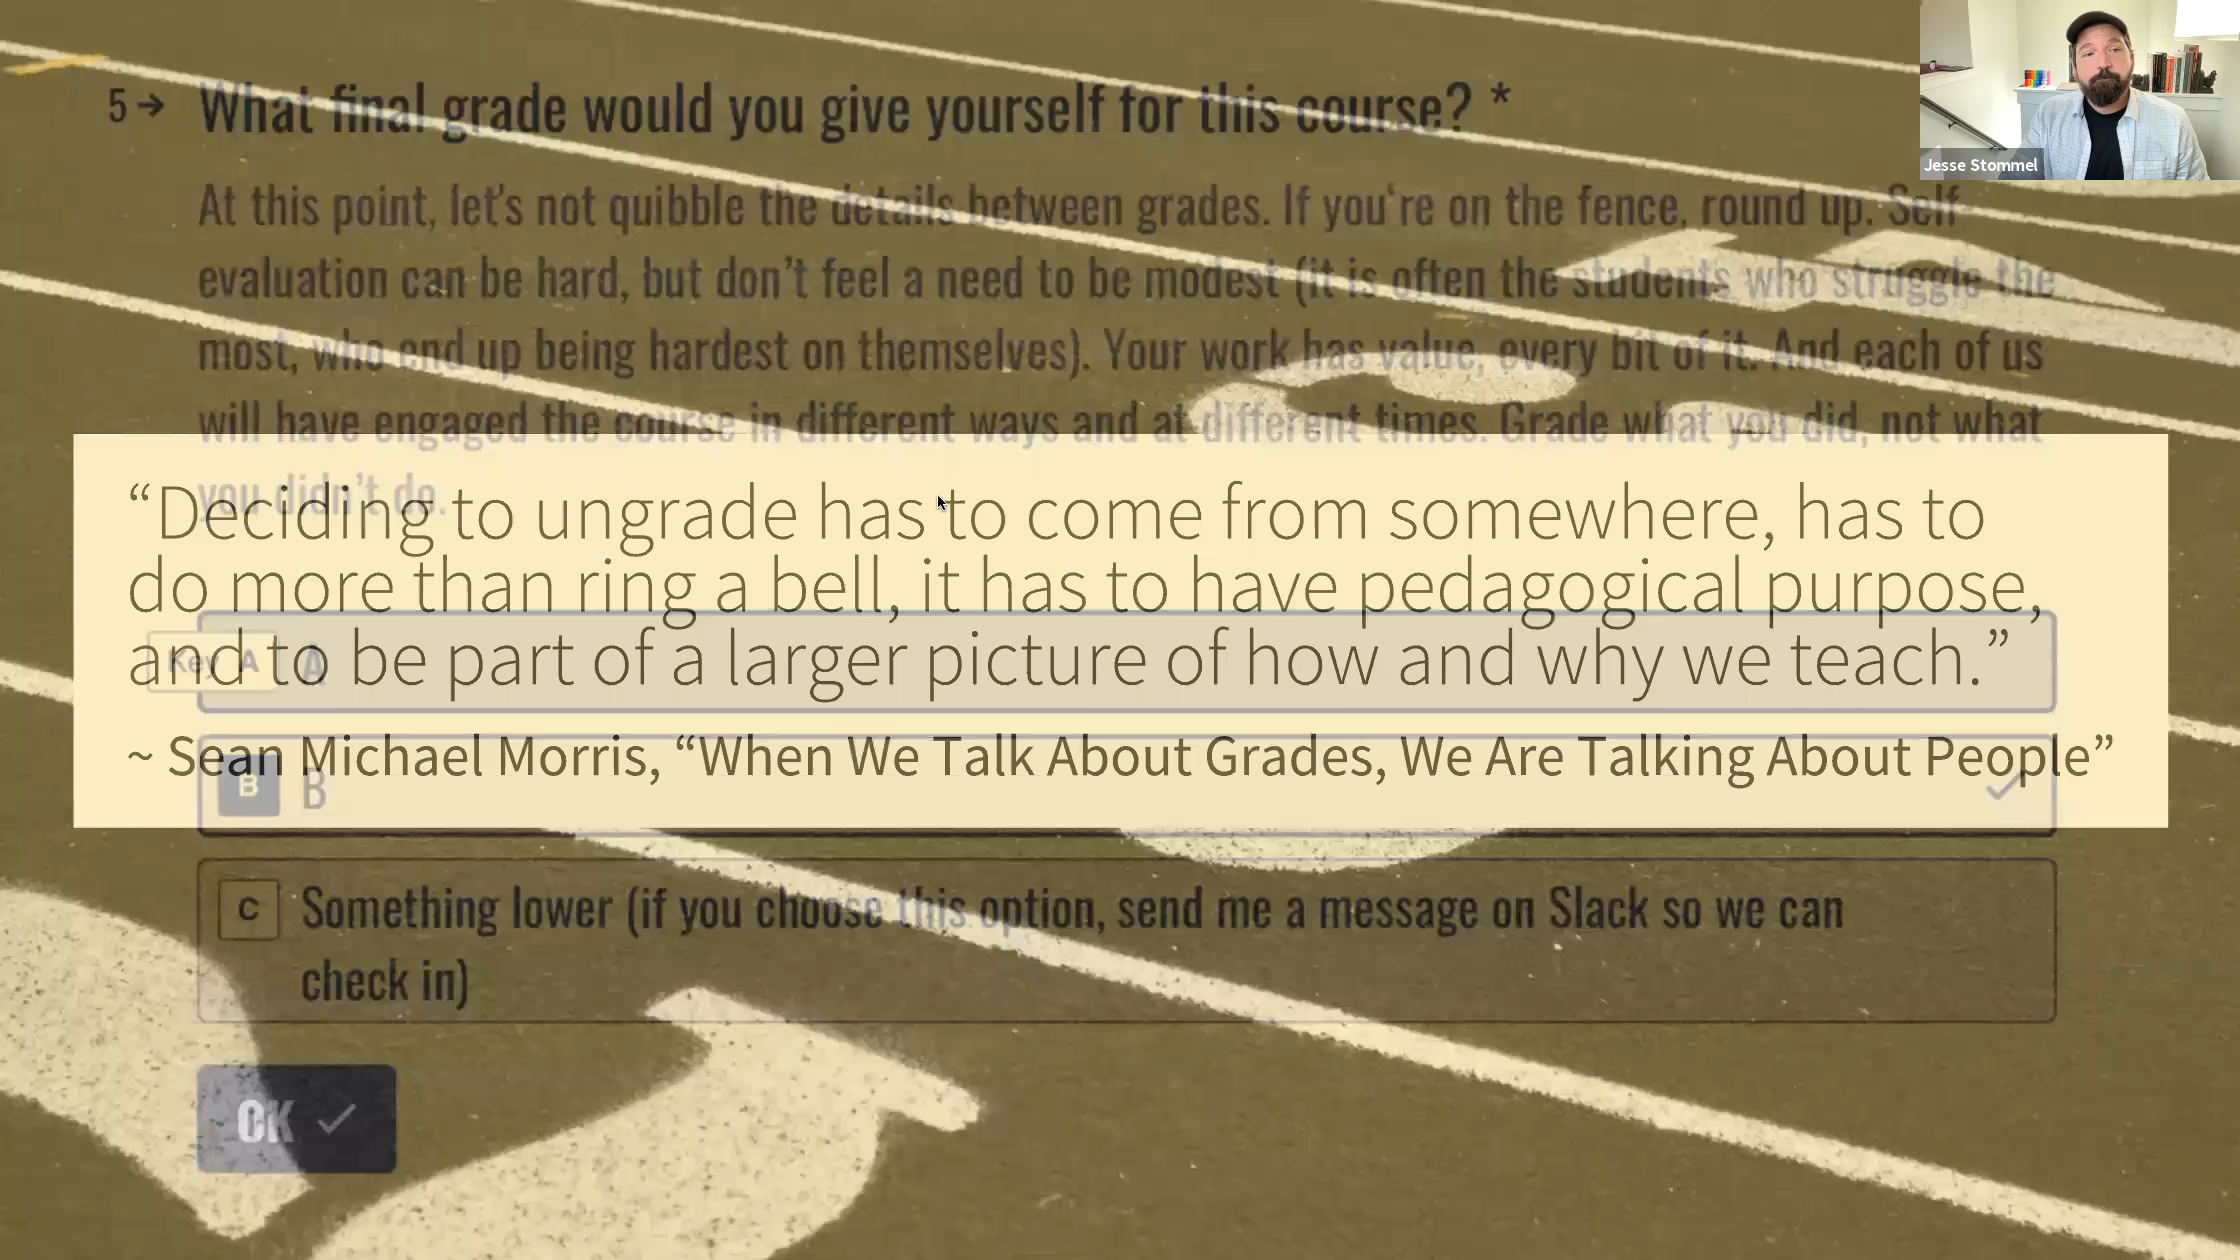 Jesse Stommel
5→ What final grade would you give yourself for this course? *
At this point, let's not quibble the details between grades. If you're on the fence, round up. Self
evaluation can be hard, but don't feel a need to be modest (it is often the students who struggle the
most, who end up being hardest on themselves). Your work has value, every bit of it. And each of us
will have engaged the course in different ways and at different times. Grade what you did, not what
you didn't do.
“Deciding to ungrade has to come from somewhere, has to
do more than ring a bell, it has to have pedagogical purpose,
and to be part of a larger picture of how and why we teach.”
~ Sean Michael Morris, “When We Talk About Grades, We Are Talking About People”
Key A A
B B
C Something lower (if you choose this option, send me a message on Slack so we can
check in)
OK